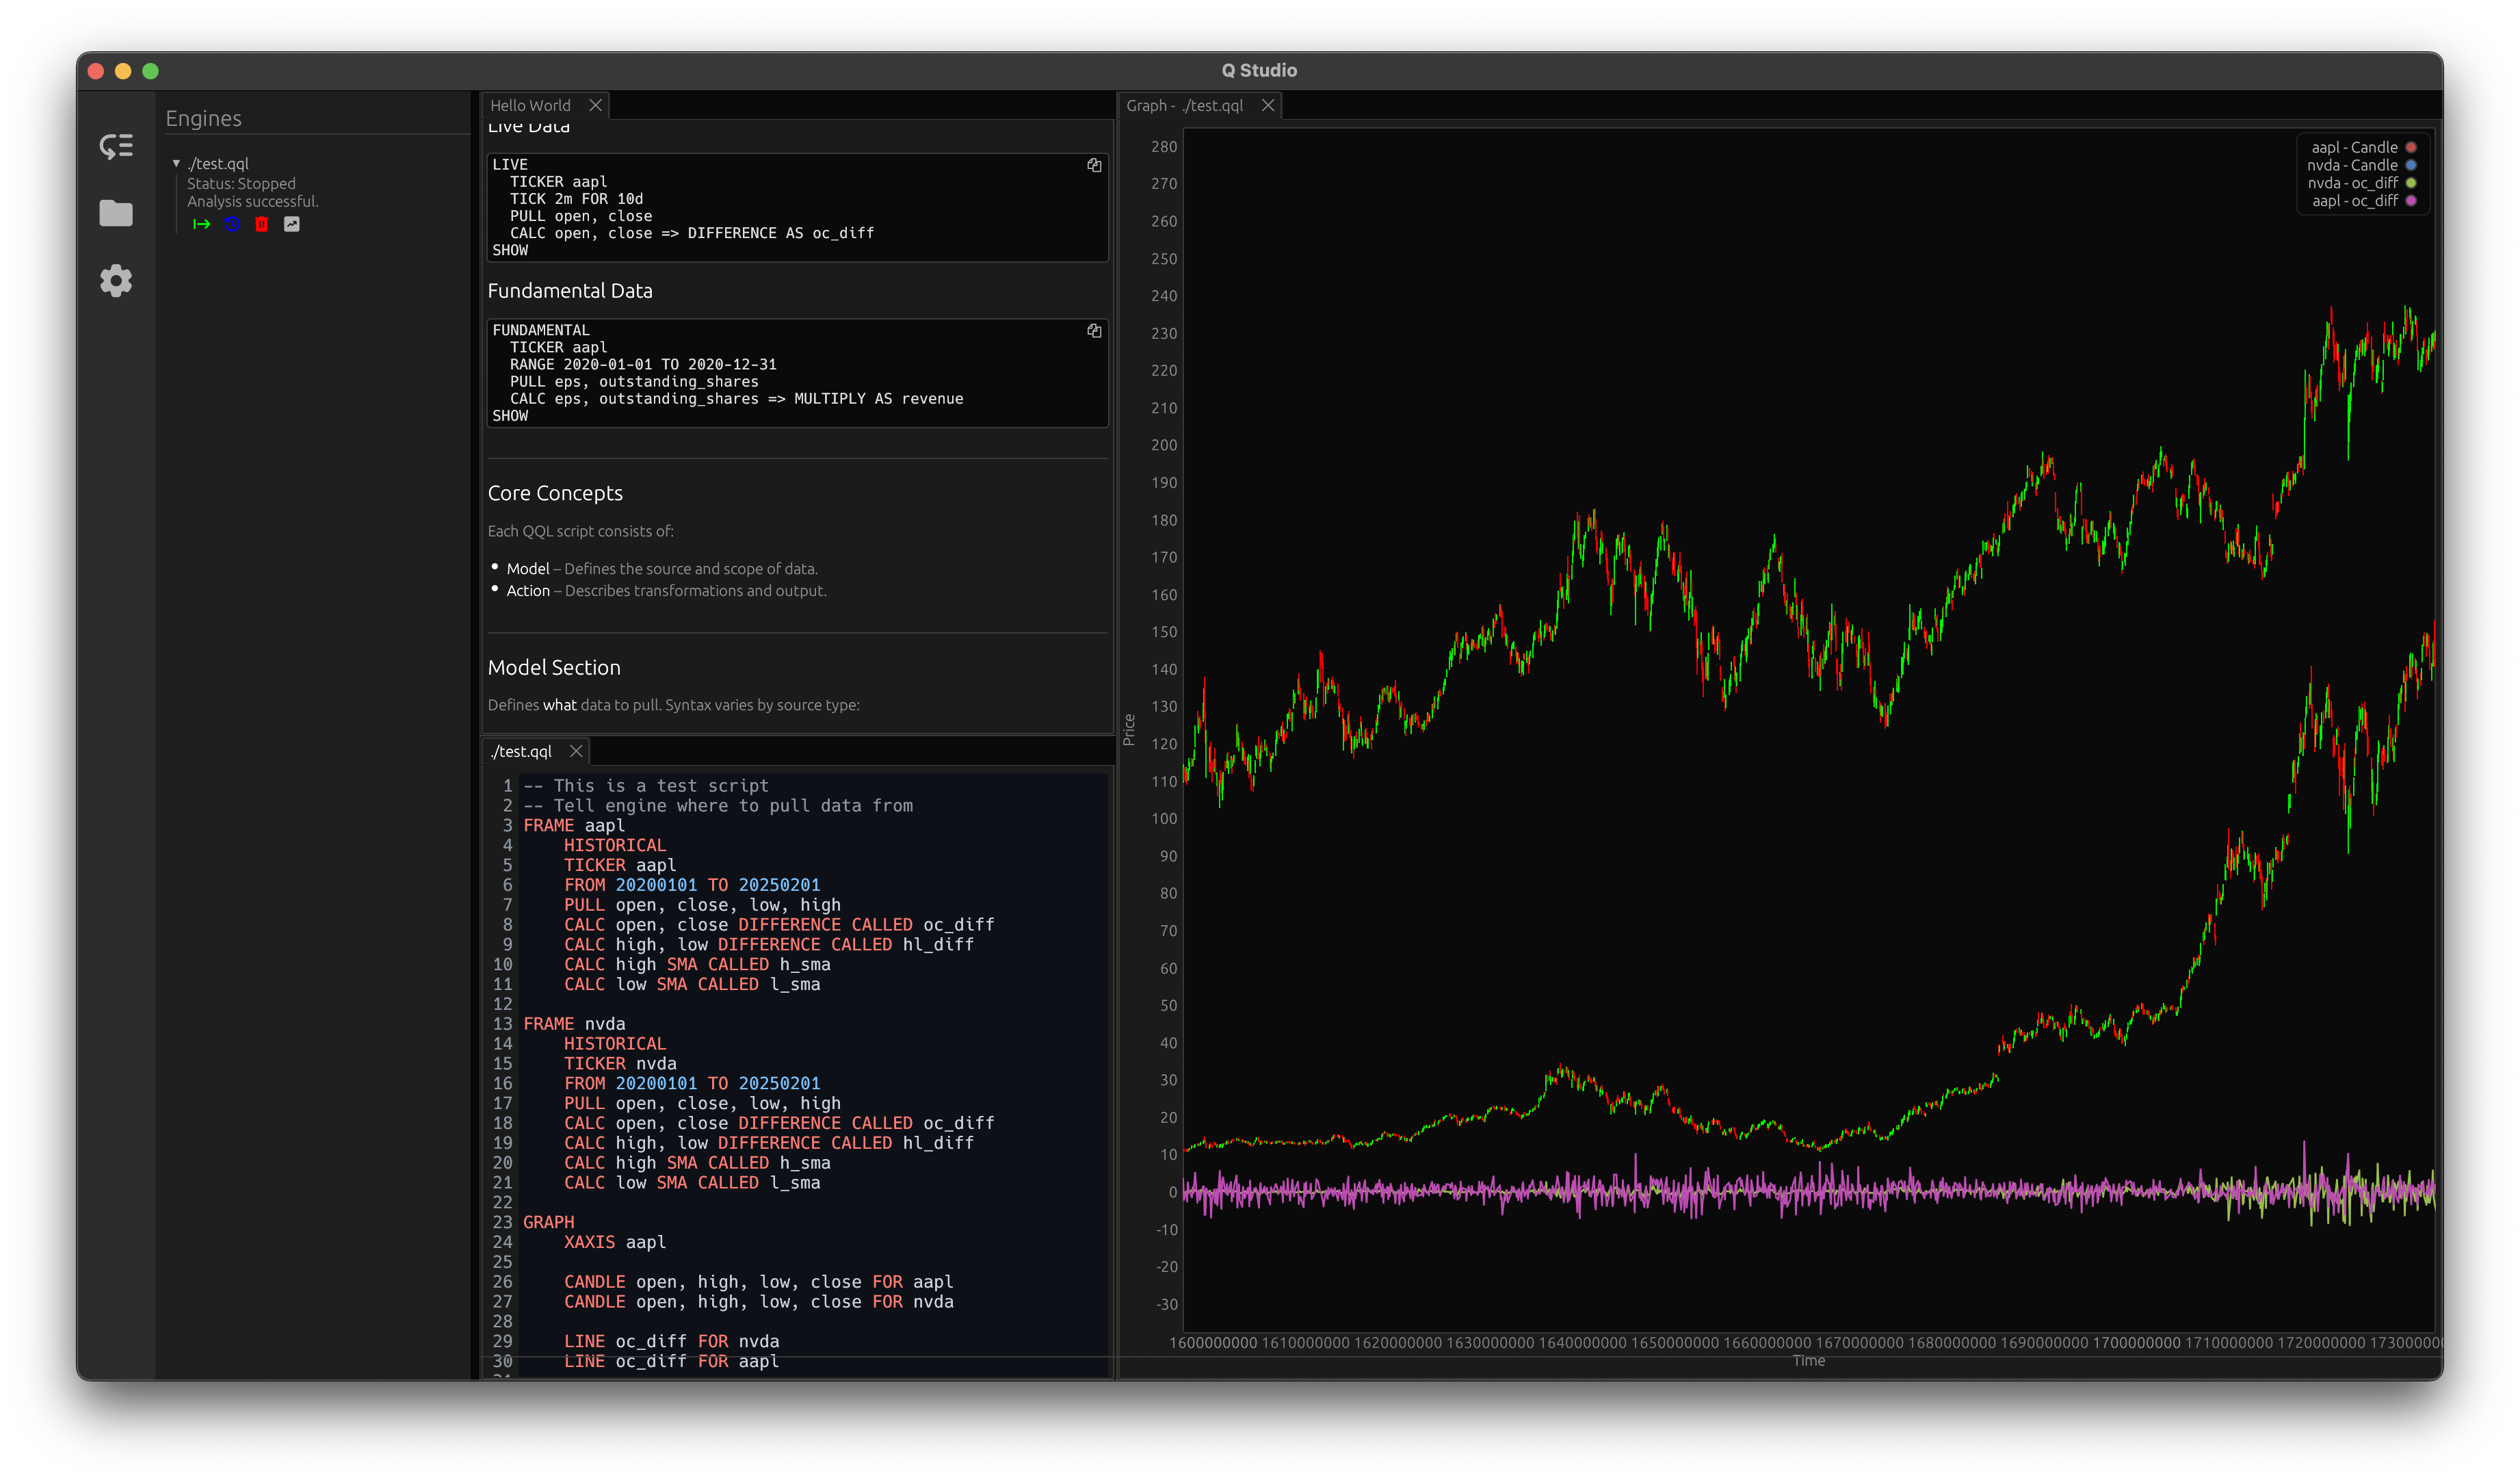 Q Studio
Engines
./test.qql
Status: Stopped
Analysis successful.
Hello World
Live Data
LIVE
TICKER aapl
TICK 2m FOR 10d
PULL open, close
CALC open, close => DIFFERENCE AS oc_diff
SHOW
Fundamental Data
FUNDAMENTAL
TICKER aapl
RANGE 2020-01-01 TO 2020-12-31
PULL eps, outstanding_shares
CALC eps, outstanding_shares => MULTIPLY AS revenue
SHOW
Core Concepts
Each QQL script consists of:
• Model – Defines the source and scope of data.
• Action – Describes transformations and output.
Model Section
Defines what data to pull. Syntax varies by source type:
./test.qql
1 -- This is a test script
2 -- Tell engine where to pull data from
3 FRAME aapl
4 HISTORICAL
5 TICKER aapl
6 FROM 20200101 TO 20250201
7 PULL open, close, low, high
8 CALC open, close DIFFERENCE CALLED oc_diff
9 CALC high, low DIFFERENCE CALLED hl_diff
10 CALC high SMA CALLED h_sma
11 CALC low SMA CALLED l_sma
12
13 FRAME nvda
14 HISTORICAL
15 TICKER nvda
16 FROM 20200101 TO 20250201
17 PULL open, close, low, high
18 CALC open, close DIFFERENCE CALLED oc_diff
19 CALC high, low DIFFERENCE CALLED hl_diff
20 CALC high SMA CALLED h_sma
21 CALC low SMA CALLED l_sma
22
23 GRAPH
24 XAXIS aapl
25
26 CANDLE open, high, low, close FOR aapl
27 CANDLE open, high, low, close FOR nvda
28
29 LINE oc_diff FOR nvda
30 LINE oc_diff FOR aapl
Graph - ./test.qql
aapl - Candle
nvda - Candle
nvda - oc_diff
aapl - oc_diff
280
270
260
250
240
230
220
210
200
190
180
170
160
150
140
130
120
110
100
90
80
70
60
50
40
30
20
10
0
-10
-20
-30
Price
1600000000 1610000000 1620000000 1630000000 1640000000 1650000000 1660000000 1670000000 1680000000 1690000000 1700000000 1710000000 1720000000
Time